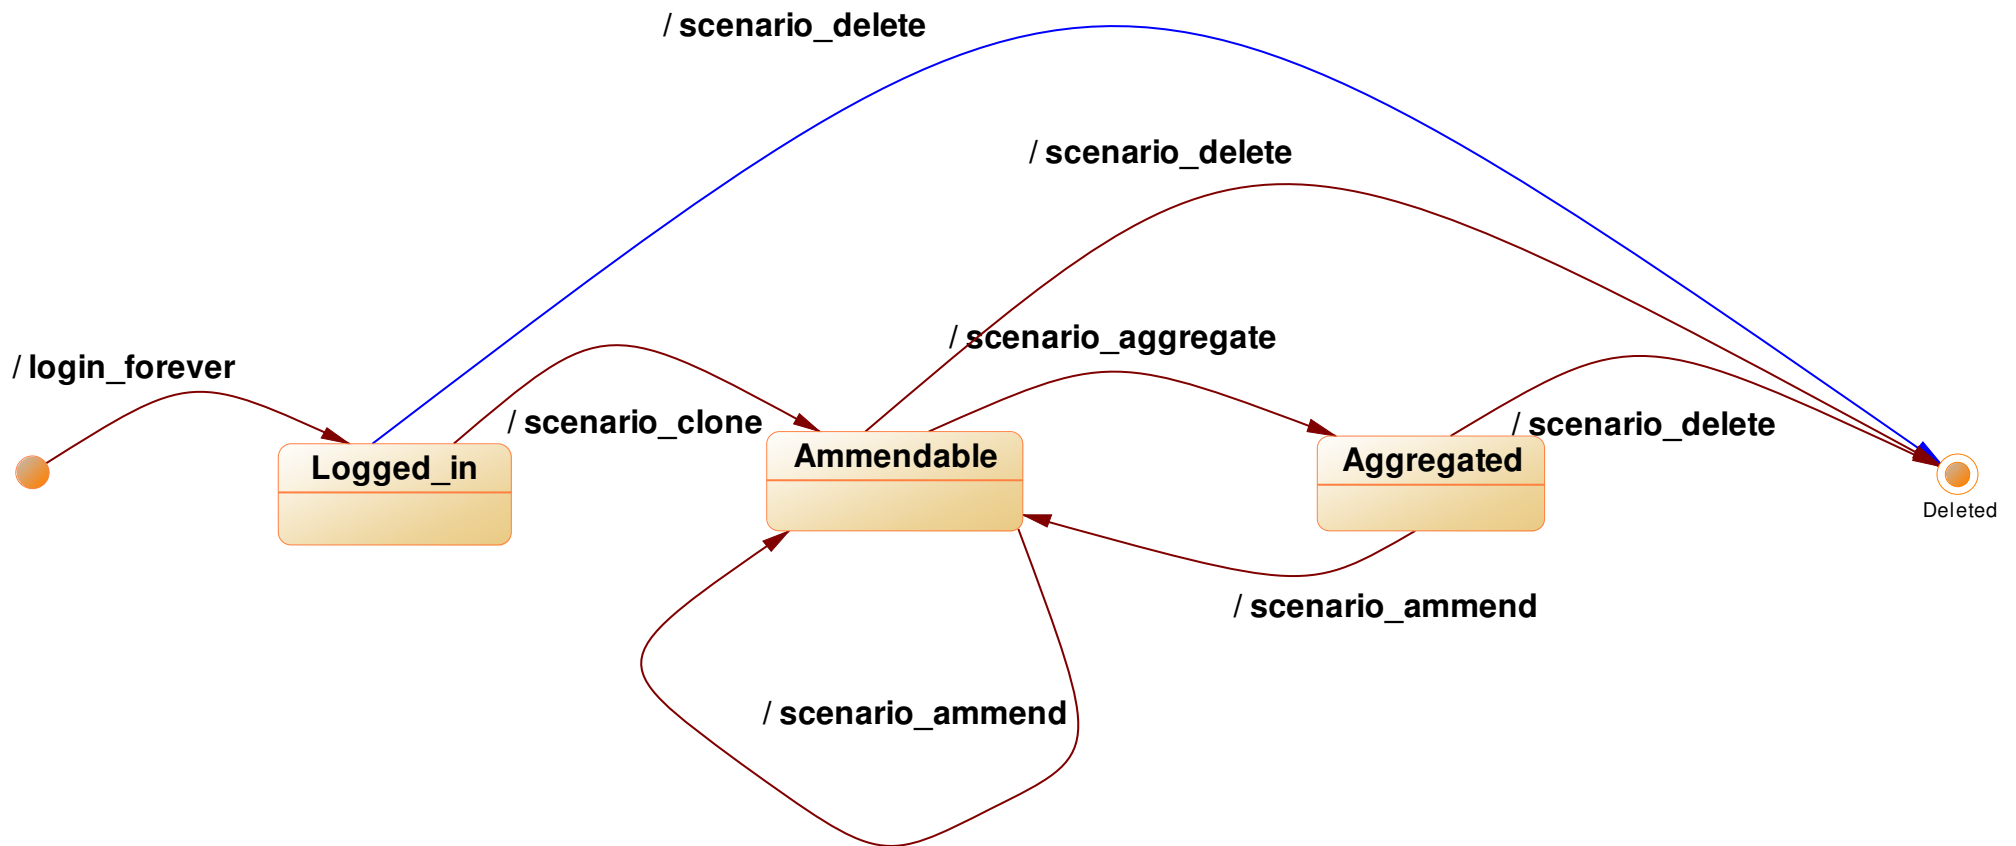 / scenario_delete
/ scenario_delete
/ scenario_aggregate
/ login_forever
/ scenario_clone
/ scenario_delete
Logged_in
Ammendable
Aggregated
Deleted
/ scenario_ammend
/ scenario_ammend